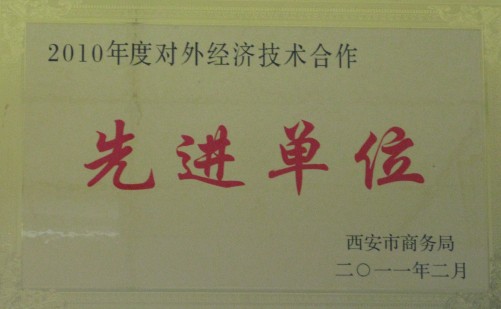 2010年度对外经济技术合作
先进单位
西安市商务局
二〇一一年二月